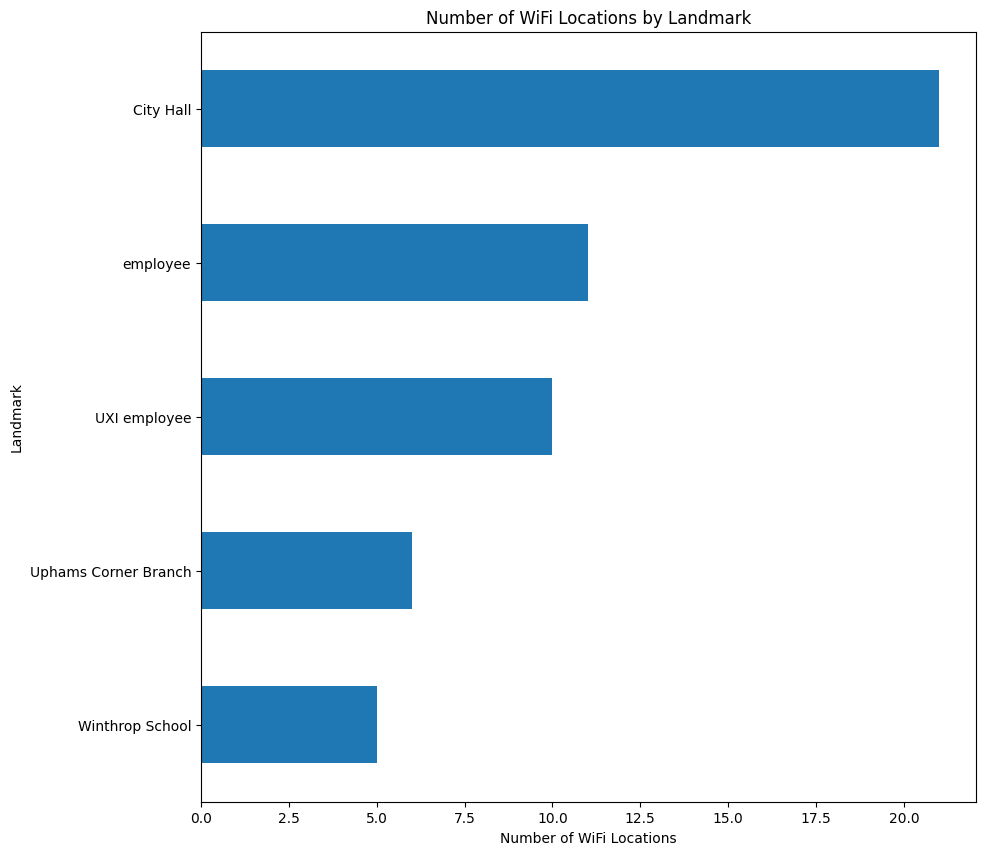 Number of WiFi Locations by Landmark
City Hall
employee
UXI employee
Uphams Corner Branch
Winthrop School
Landmark
0.0 2.5 5.0 7.5 10.0 12.5 15.0 17.5 20.0
Number of WiFi Locations